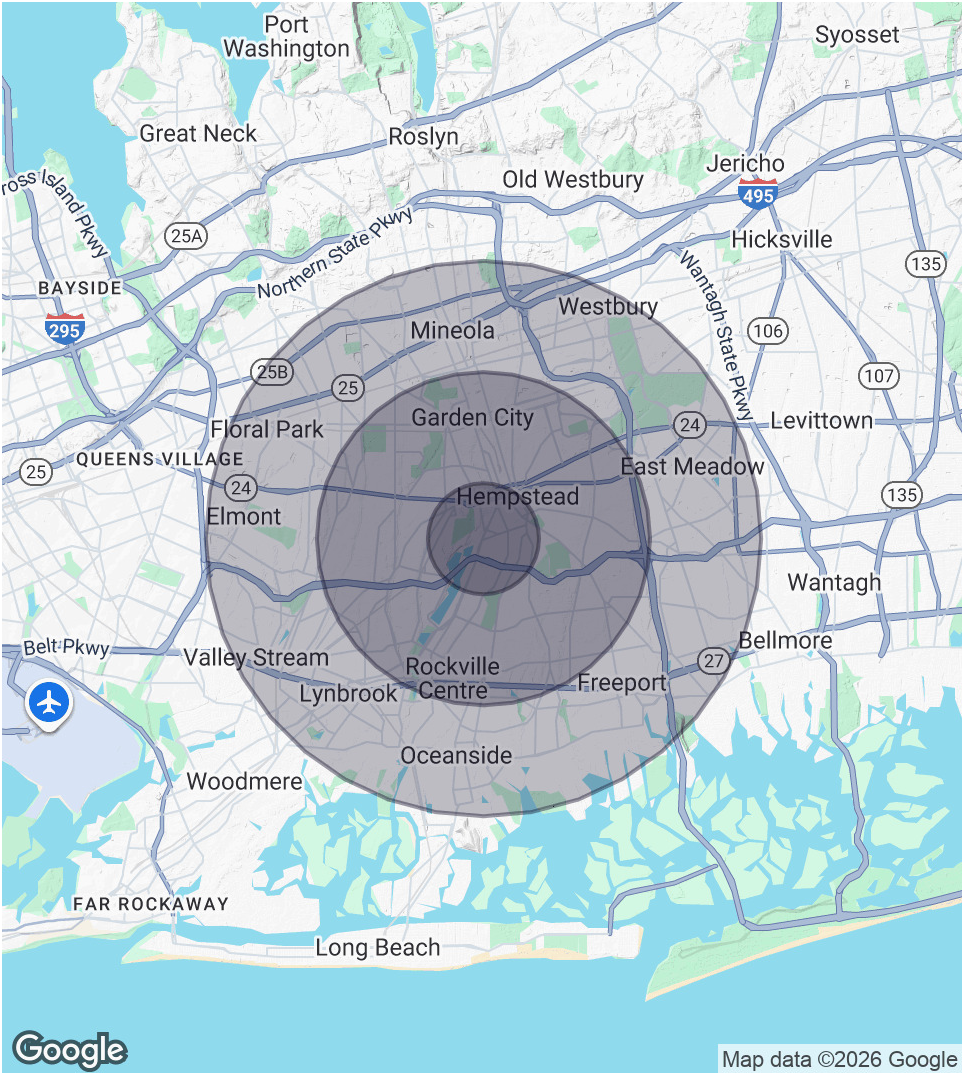 Port
Washington
Syosset
Great Neck
Roslyn
Jericho
Old Westbury
495
ross Island Pkwy
25A
Northern State Pkwy
Hicksville
135
BAYSIDE
Wantagh State Pkwy
Westbury
295
Mineola
106
25B
25
107
Garden City
Floral Park
24
Levittown
QUEENS VILLAGE
25
East Meadow
24
Hempstead
135
Elmont
Wantagh
Belt Pkwy
Valley Stream
Bellmore
27
Rockville
Centre
Lynbrook
Freeport
Oceanside
Woodmere
FAR ROCKAWAY
Long Beach
Google
Map data ©2026 Google